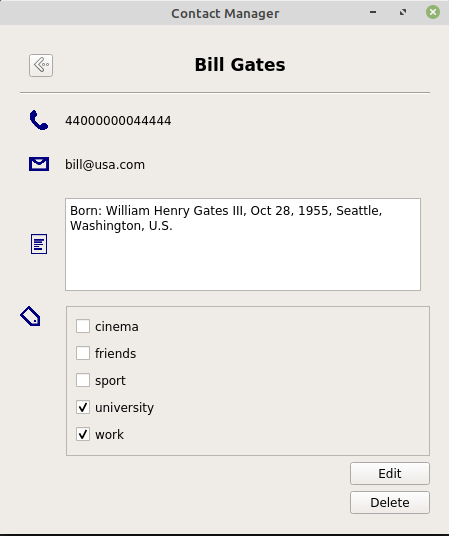 Contact Manager
Bill Gates
44000000044444
bill@usa.com
Born: William Henry Gates III, Oct 28, 1955, Seattle,
Washington, U.S.
cinema
friends
sport
university
work
Edit
Delete